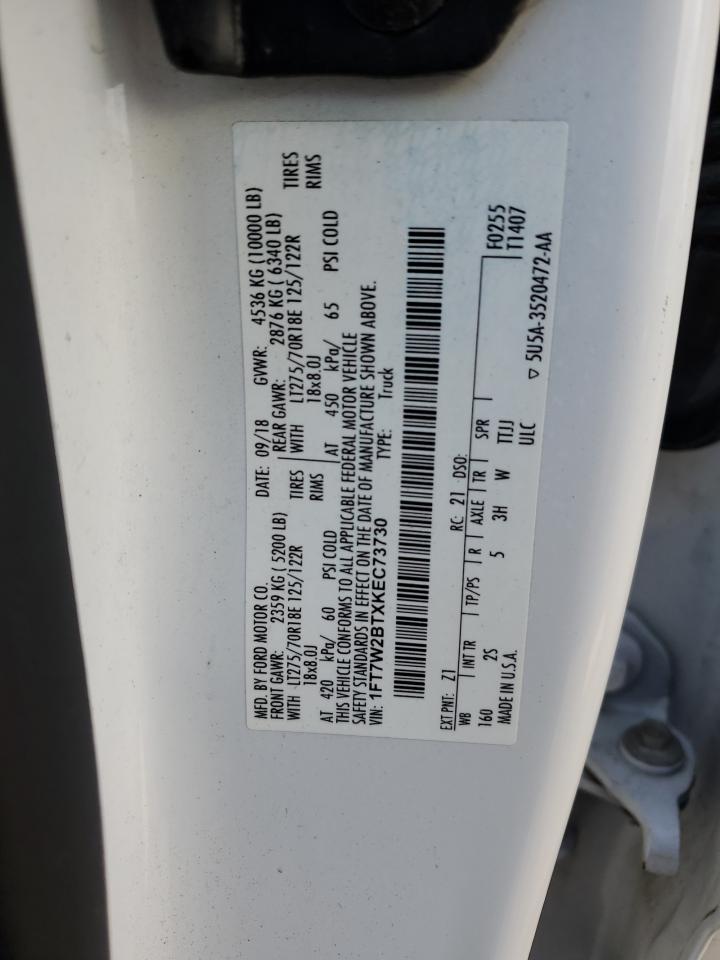 MFD. BY FORD MOTOR CO.
DATE: 09/18 GVWR: 4536 KG (10000 LB)
FRONT GAWR: 2359 KG ( 5200 LB) REAR GAWR: 2876 KG ( 6340 LB)
WITH LT275/70R18E 125/122R TIRES WITH LT275/70R18E 125/122R TIRES
18x8.0J RIMS 18x8.0J RIMS
AT 420 kPa/ 60 PSI COLD AT 450 kPa/ 65 PSI COLD
THIS VEHICLE CONFORMS TO ALL APPLICABLE FEDERAL MOTOR VEHICLE
SAFETY STANDARDS IN EFFECT ON THE DATE OF MANUFACTURE SHOWN ABOVE.
VIN: 1FT7W2BTXKEC73730 TYPE: Truck
EXT PNT: Z1 RC: 21 DSO: F0255
WB INT TR TP/PS R AXLE TR SPR T1407
160 2S 5 3H W TTJJ
MADE IN U.S.A. ULC ▽ 5U5A-3520472-AA